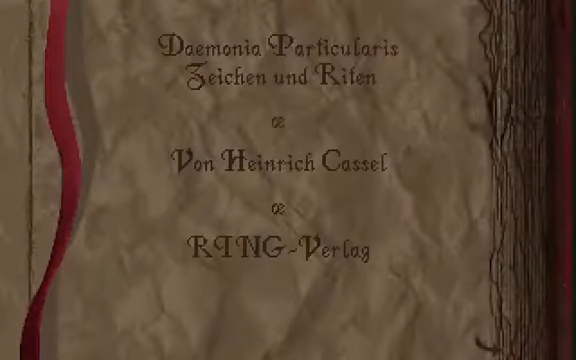 Daemonia Particularis
Zeichen und Riten
æ
Von Heinrich Cassel
æ
RING-Verlag